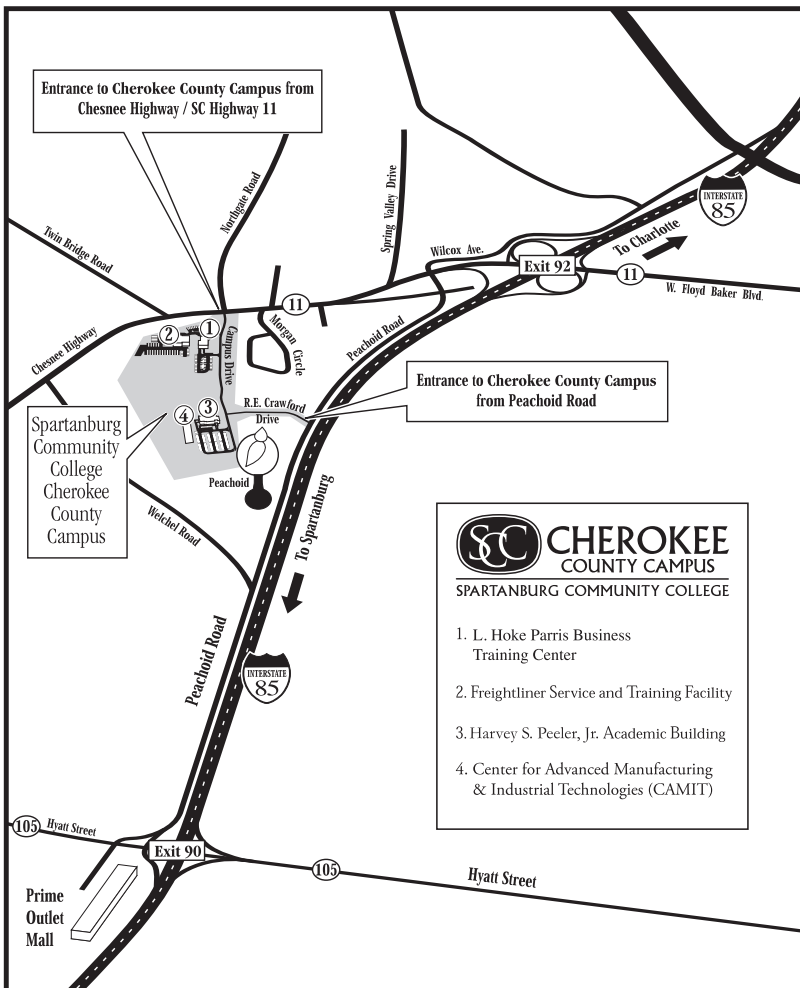 Entrance to Cherokee County Campus from
Chesnee Highway / SC Highway 11
Northgate Road
Spring Valley Drive
INTERSTATE
85
To Charlotte
Wilcox Ave.
Exit 92
11
W. Floyd Baker Blvd.
Twin Bridge Road
Chesnee Highway
11
Morgan Circle
Peachoid Road
1
2
Campus Drive
Entrance to Cherokee County Campus
from Peachoid Road
R.E. Crawford
Drive
3
4
Spartanburg
Community
College
Cherokee
County
Campus
Peachoid
Welchel Road
To Spartanburg
Peachoid Road
INTERSTATE
85
SCC
CHEROKEE
COUNTY CAMPUS
SPARTANBURG COMMUNITY COLLEGE
1. L. Hoke Parris Business
Training Center
2. Freightliner Service and Training Facility
3. Harvey S. Peeler, Jr. Academic Building
4. Center for Advanced Manufacturing
& Industrial Technologies (CAMIT)
105
Hyatt Street
Exit 90
105
Hyatt Street
Prime
Outlet
Mall